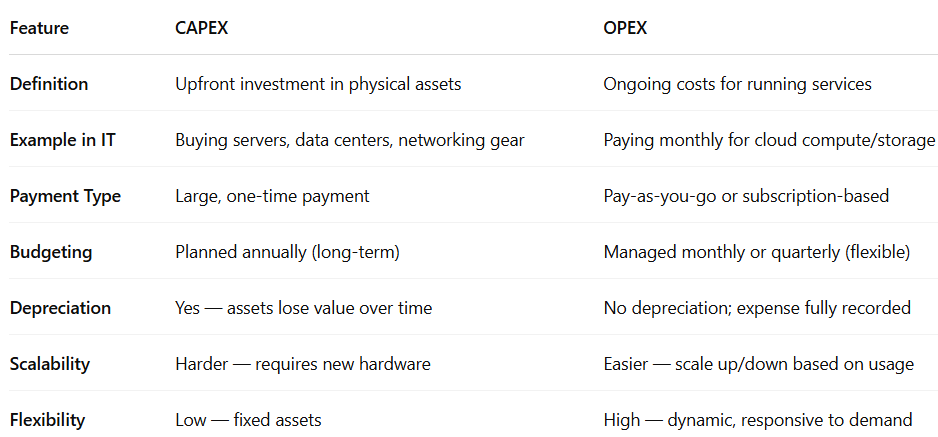 Feature CAPEX OPEX
Definition Upfront investment in physical assets Ongoing costs for running services
Example in IT Buying servers, data centers, networking gear Paying monthly for cloud compute/storage
Payment Type Large, one-time payment Pay-as-you-go or subscription-based
Budgeting Planned annually (long-term) Managed monthly or quarterly (flexible)
Depreciation Yes — assets lose value over time No depreciation; expense fully recorded
Scalability Harder — requires new hardware Easier — scale up/down based on usage
Flexibility Low — fixed assets High — dynamic, responsive to demand